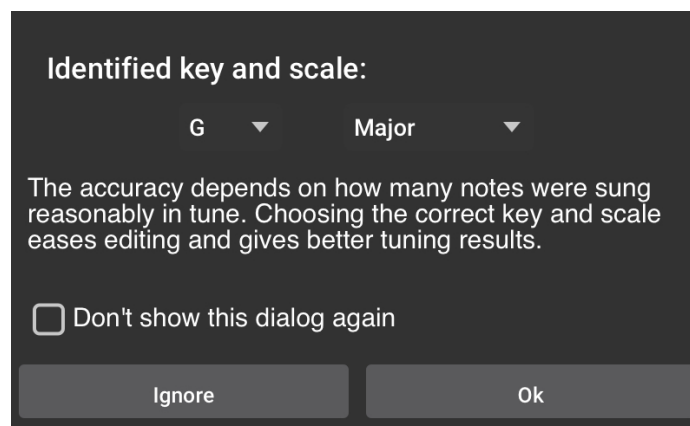 Identified key and scale:
G Major
The accuracy depends on how many notes were sung
reasonably in tune. Choosing the correct key and scale
eases editing and gives better tuning results.
Don't show this dialog again
Ignore Ok